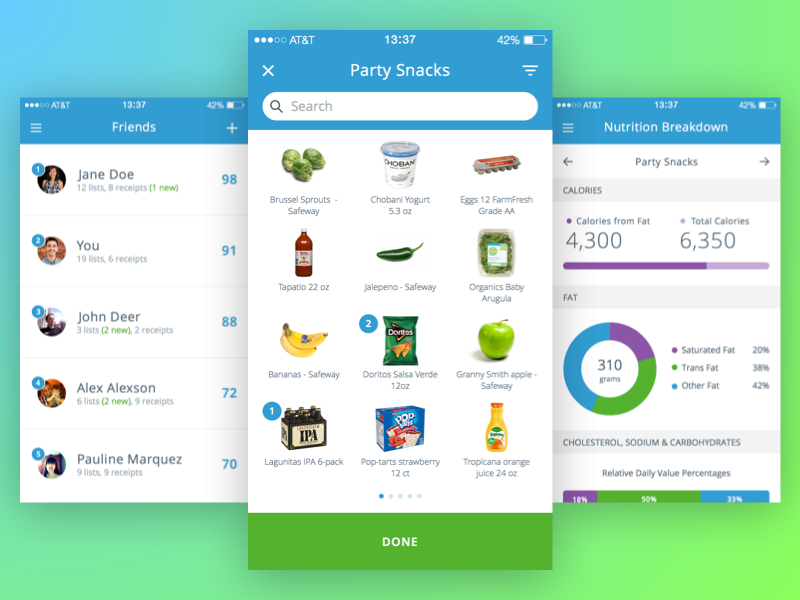 AT&T 13:37 42%
Friends
1
Jane Doe
12 lists, 8 receipts (1 new)
98
2
You
19 lists, 6 receipts
91
3
John Deer
3 lists (2 new), 2 receipts
88
4
Alex Alexson
6 lists (2 new), 9 receipts
72
5
Pauline Marquez
9 lists, 9 receipts
70
AT&T 13:37 42%
Party Snacks
Search
CHOBANI
Brussel Sprouts -
Safeway
Chobani Yogurt
5.3 oz
Eggs 12 FarmFresh
Grade AA
Tapatio 22 oz
Jalepeno - Safeway
Organics Baby
Arugula
Bananas - Safeway
2
Doritos
Doritos Salsa Verde
12oz
Granny Smith apple -
Safeway
1
IPA
Lagunitas IPA 6-pack
POP
Pop-tarts strawberry
12 ct
Tropicana orange
juice 24 oz
DONE
AT&T 13:37 42%
Nutrition Breakdown
Party Snacks
CALORIES
Calories from Fat
4,300
Total Calories
6,350
FAT
310
grams
Saturated Fat 20%
Trans Fat 38%
Other Fat 42%
CHOLESTEROL, SODIUM & CARBOHYDRATES
Relative Daily Value Percentages
18% 50% 33%